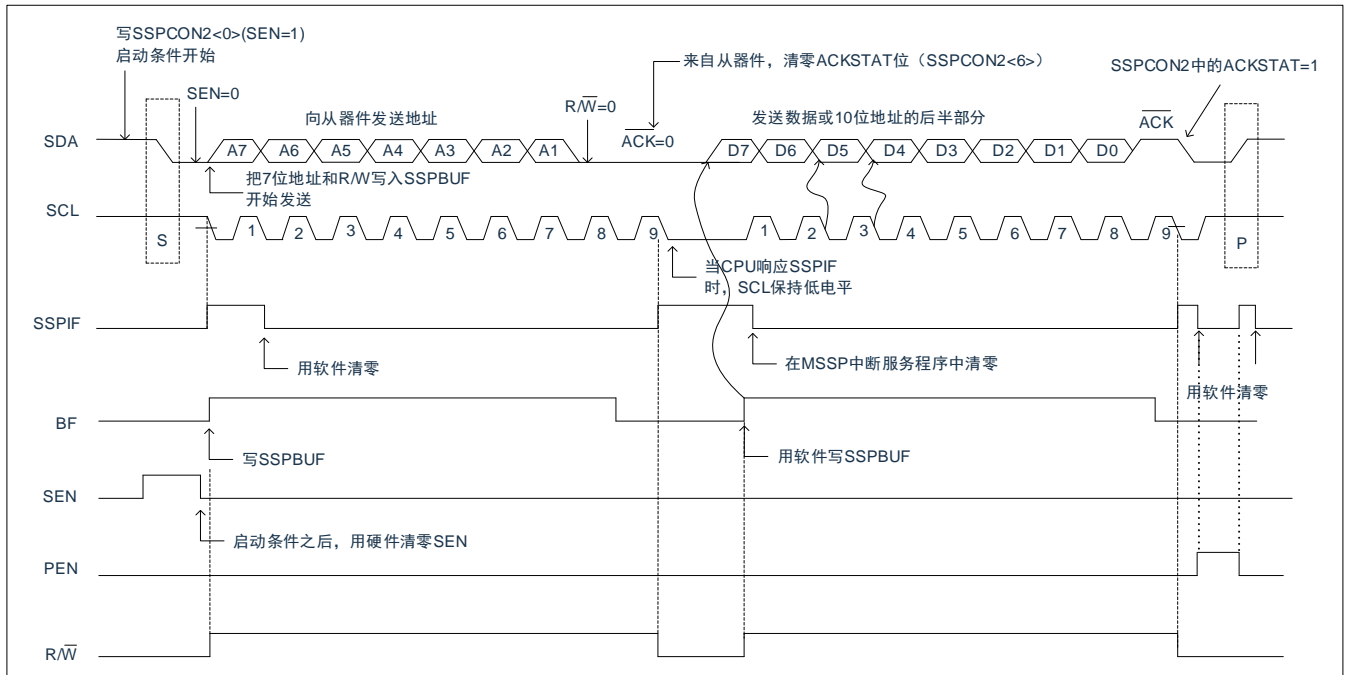 写SSPCON2<0>(SEN=1)
启动条件开始
来自从器件，清零ACKSTAT位（SSPCON2<6>）
SSPCON2中的ACKSTAT=1
SEN=0
向从器件发送地址
R/W=0
发送数据或10位地址的后半部分
ACK
SDA
A7 A6 A5 A4 A3 A2 A1
ACK=0
D7 D6 D5 D4 D3 D2 D1 D0
把7位地址和R/W写入SSPBUF
开始发送
SCL
S
1 2 3 4 5 6 7 8 9
1 2 3 4 5 6 7 8 9
P
当CPU响应SSPIF
时，SCL保持低电平
SSPIF
用软件清零
在MSSP中断服务程序中清零
用软件清零
BF
写SSPBUF
用软件写SSPBUF
SEN
启动条件之后，用硬件清零SEN
PEN
R/W